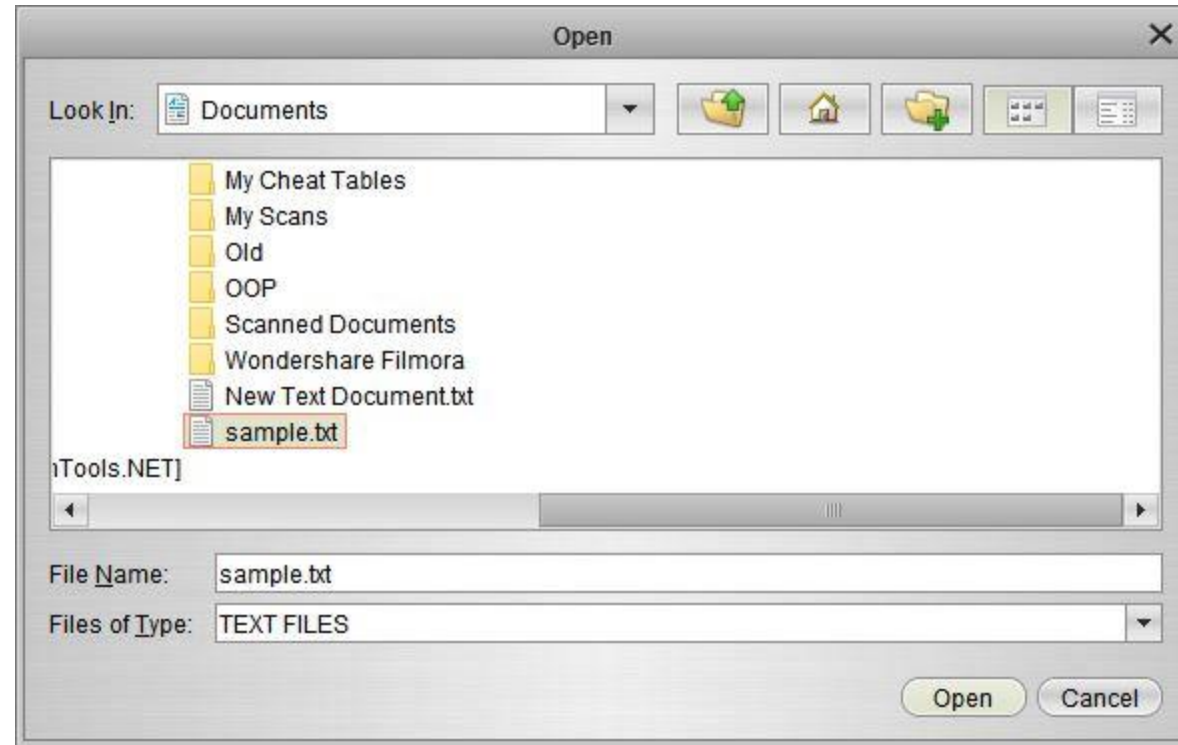 Open
Look In: Documents
My Cheat Tables
My Scans
Old
OOP
Scanned Documents
Wondershare Filmora
New Text Document.txt
sample.txt
Tools.NET]
File Name: sample.txt
Files of Type: TEXT FILES
Open Cancel